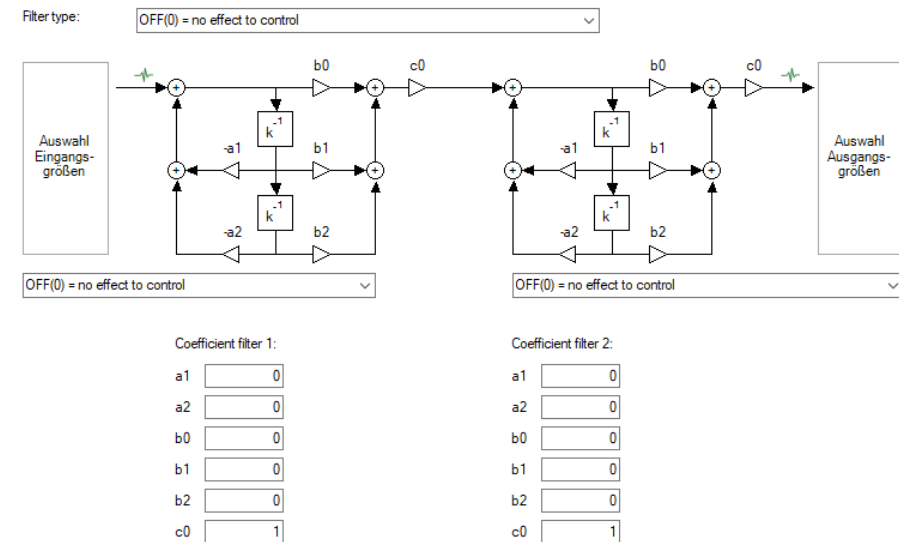 Filter type:
OFF(0) = no effect to control
b0
c0
b0
c0
Auswahl
Eingangs-
größen
k-1
-a1
b1
k-1
-a1
b1
Auswahl
Ausgangs-
größen
k-1
-a2
b2
k-1
-a2
b2
OFF(0) = no effect to control
OFF(0) = no effect to control
Coefficient filter 1:
Coefficient filter 2:
a1 0
a1 0
a2 0
a2 0
b0 0
b0 0
b1 0
b1 0
b2 0
b2 0
c0 1
c0 1